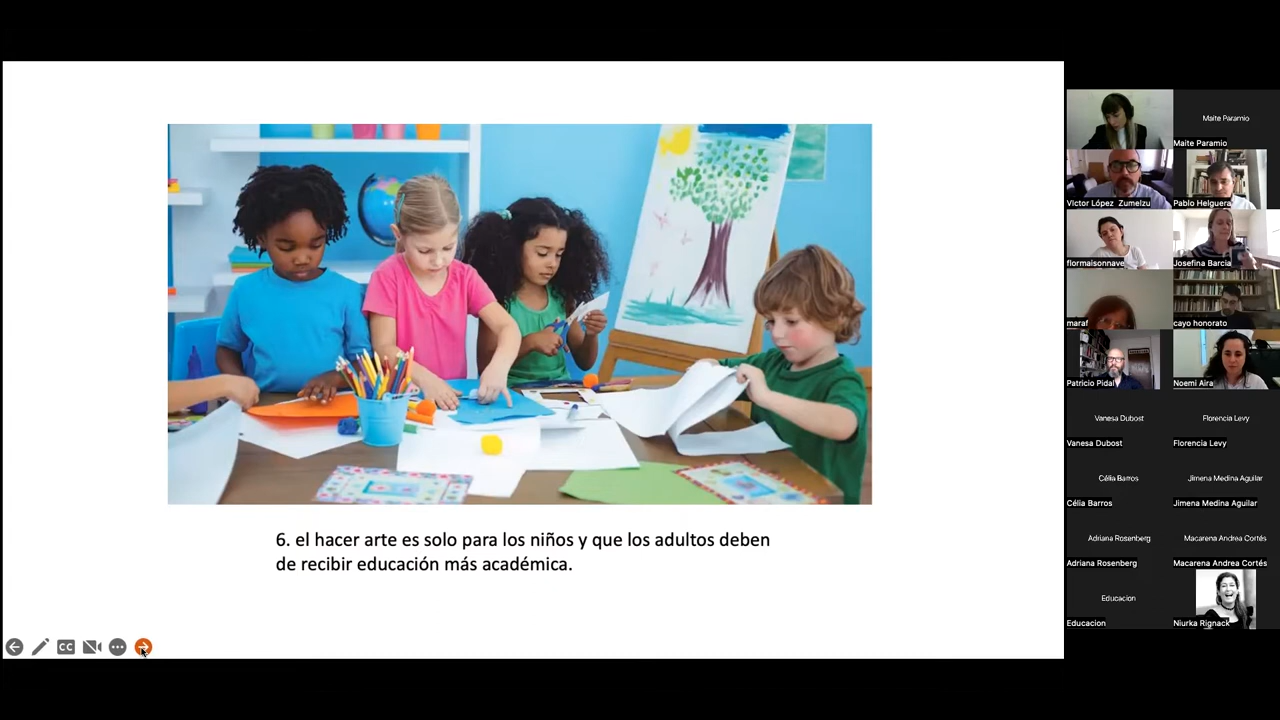 6. el hacer arte es solo para los niños y que los adultos deben
de recibir educación más académica.
CC
Maite Paramio
Maite Paramio
Victor López Zumelzu
Pablo Helguera
flormaisonnave
Josefina Barcia
maraf
cayo honorato
Patricio Pidal
Noemi Aira
Vanesa Dubost
Florencia Levy
Vanesa Dubost
Florencia Levy
Célia Barros
Jimena Medina Aguilar
Célia Barros
Jimena Medina Aguilar
Adriana Rosenberg
Macarena Andrea Cortés
Adriana Rosenberg
Macarena Andrea Cortés
Educacion
Educacion
Niurka Rignack